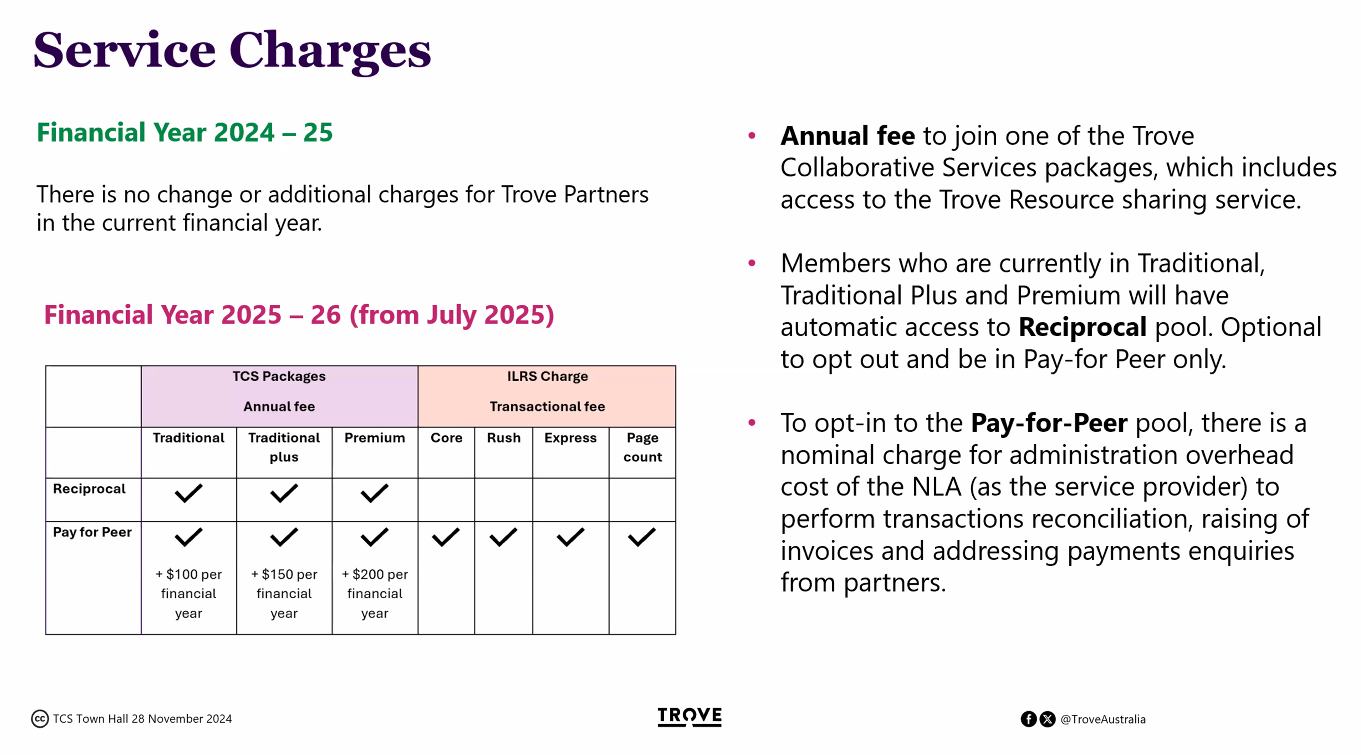 Service Charges
Financial Year 2024 – 25
There is no change or additional charges for Trove Partners
in the current financial year.
Financial Year 2025 – 26 (from July 2025)
TCS Packages
Annual fee
ILRS Charge
Transactional fee
Traditional
Traditional
plus
Premium
Core
Rush
Express
Page
count
Reciprocal
Pay for Peer
+ $100 per
financial
year
+ $150 per
financial
year
+ $200 per
financial
year
• Annual fee to join one of the Trove
Collaborative Services packages, which includes
access to the Trove Resource sharing service.
• Members who are currently in Traditional,
Traditional Plus and Premium will have
automatic access to Reciprocal pool. Optional
to opt out and be in Pay-for Peer only.
• To opt-in to the Pay-for-Peer pool, there is a
nominal charge for administration overhead
cost of the NLA (as the service provider) to
perform transactions reconciliation, raising of
invoices and addressing payments enquiries
from partners.
cc TCS Town Hall 28 November 2024
TROVE
@TroveAustralia